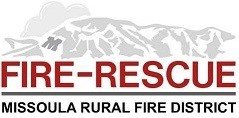 FIRE-RESCUE
MISSOULA RURAL FIRE DISTRICT